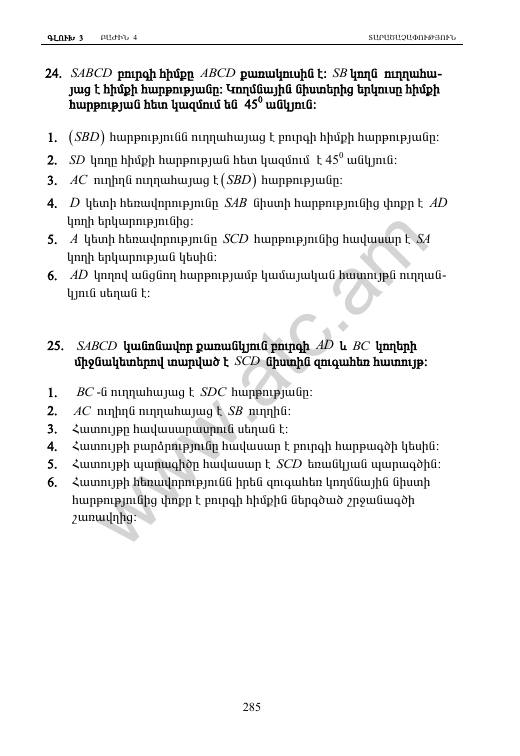 ԳԼՈՒԽ 3 ԲԱԺԻՆ 4 ՏԱՐԱԾԱՉԱՓՈՒԹՅՈՒՆ
24. SABCD բուրգի հիմքը ABCD քառակուսին է: SB կողն ուղղահա-
յաց է հիմքի հարթությանը: Կողմնային նիստերից երկուսը հիմքի
հարթության հետ կազմում են 45⁰ անկյուն:
1. (SBD) հարթությունն ուղղահայաց է բուրգի հիմքի հարթությանը:
2. SD կողը հիմքի հարթության հետ կազմում է 45⁰ անկյուն:
3. AC ուղիղն ուղղահայաց է (SBD) հարթությանը:
4. D կետի հեռավորությունը SAB նիստի հարթությունից փոքր է AD
կողի երկարությունից:
5. A կետի հեռավորությունը SCD հարթությունից հավասար է SA
կողի երկարության կեսին:
6. AD կողով անցնող հարթությամբ կամայական հատույթն ուղղան-
կյուն սեղան է:
25. SABCD կանոնավոր քառանկյուն բուրգի AD և BC կողերի
միջնակետերով տարված է SCD նիստին զուգահեռ հատույթ:
1. BC -ն ուղղահայաց է SDC հարթությանը:
2. AC ուղիղն ուղղահայաց է SB ուղղին:
3. Հատույթը հավասարասրուն սեղան է:
4. Հատույթի բարձրությունը հավասար է բուրգի հարթագծի կեսին:
5. Հատույթի պարագիծը հավասար է SCD եռանկյան պարագծին:
6. Հատույթի հեռավորությունն իրեն զուգահեռ կողմնային նիստի
հարթությունից փոքր է բուրգի հիմքին ներգծած շրջանագծի
շառավղից:
www.atc.am
285